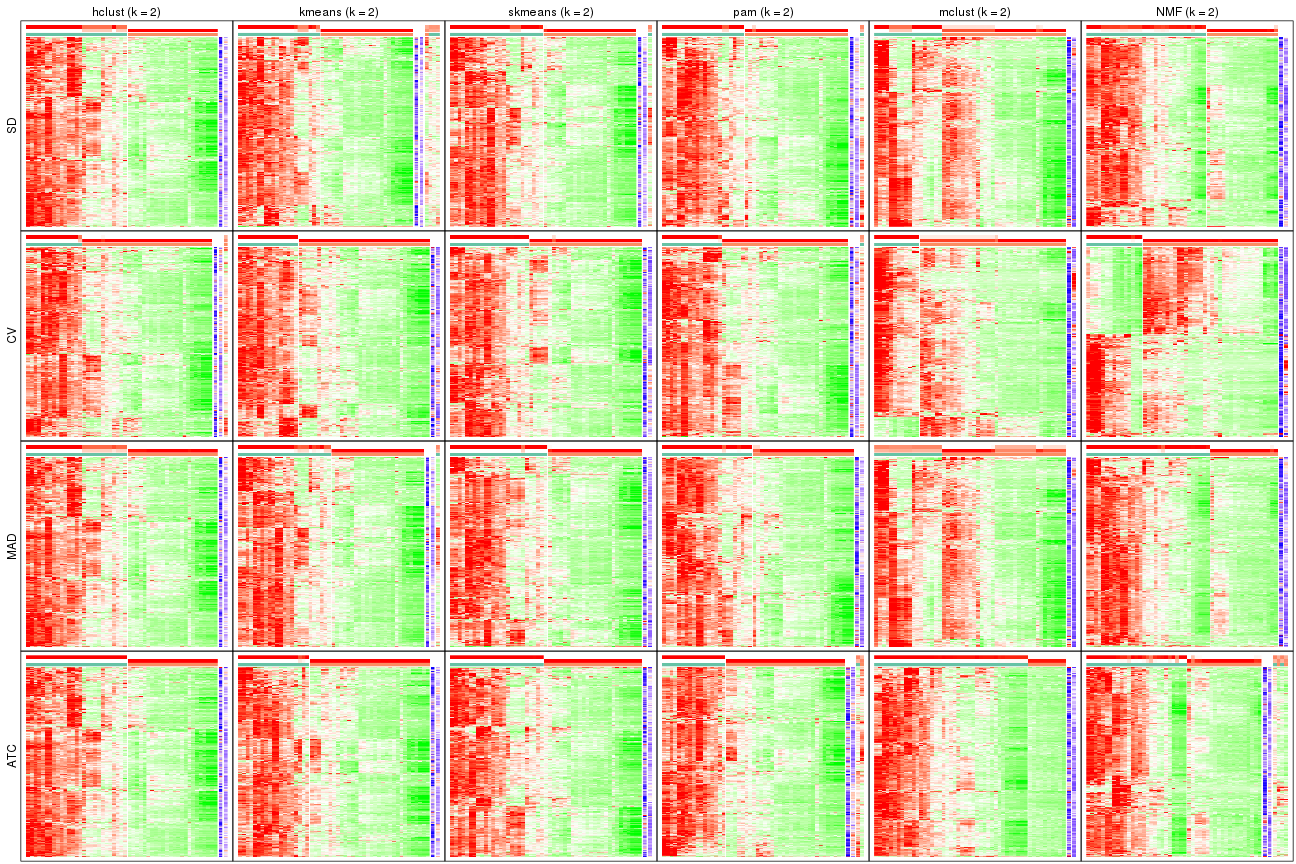 hclust (k = 2) kmeans (k = 2) skmeans (k = 2) pam (k = 2) mclust (k = 2) NMF (k = 2)
SD
CV
MAD
ATC